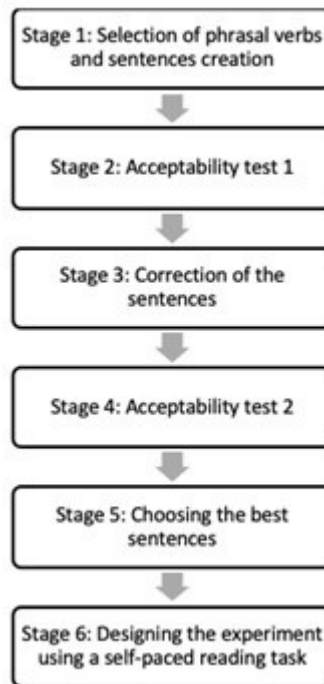 Stage 1: Selection of phrasal verbs
and sentences creation
Stage 2: Acceptability test 1
Stage 3: Correction of the
sentences
Stage 4: Acceptability test 2
Stage 5: Choosing the best
sentences
Stage 6: Designing the experiment
using a self-paced reading task